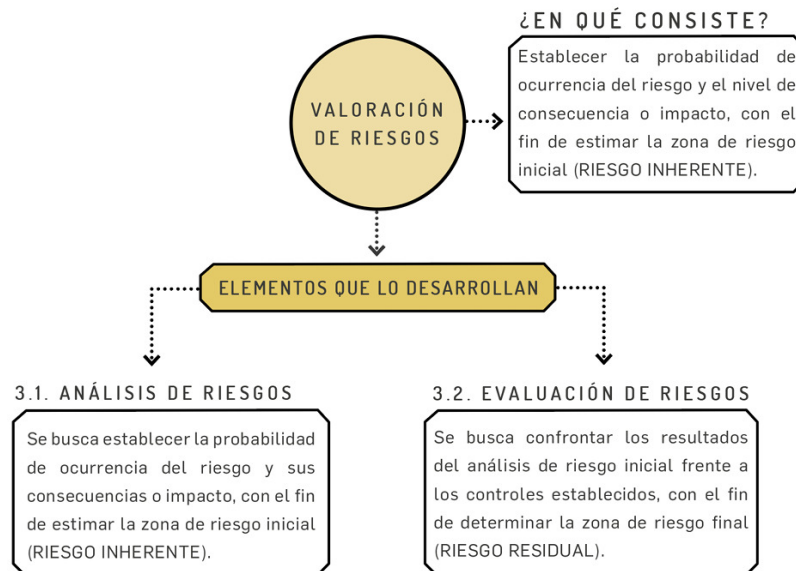 ¿EN QUÉ CONSISTE?
Establecer la probabilidad de
ocurrencia del riesgo y el nivel de
consecuencia o impacto, con el
fin de estimar la zona de riesgo
inicial (RIESGO INHERENTE).
VALORACIÓN
DE RIESGOS
ELEMENTOS QUE LO DESARROLLAN
3.1. ANÁLISIS DE RIESGOS
Se busca establecer la probabilidad
de ocurrencia del riesgo y sus
consecuencias o impacto, con el fin
de estimar la zona de riesgo inicial
(RIESGO INHERENTE).
3.2. EVALUACIÓN DE RIESGOS
Se busca confrontar los resultados
del análisis de riesgo inicial frente a
los controles establecidos, con el fin
de determinar la zona de riesgo final
(RIESGO RESIDUAL).